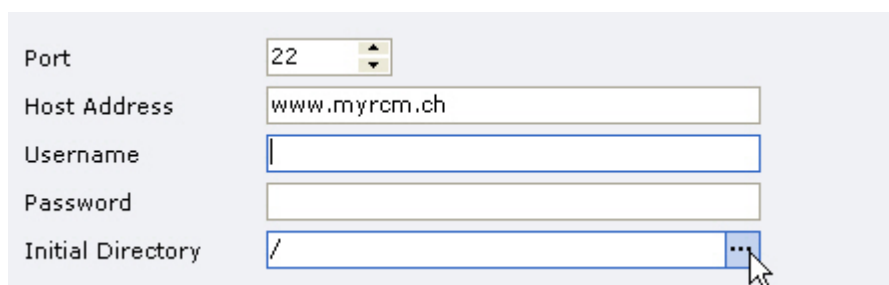 Port 22
Host Address www.myrcm.ch
Username
Password
Initial Directory / ...